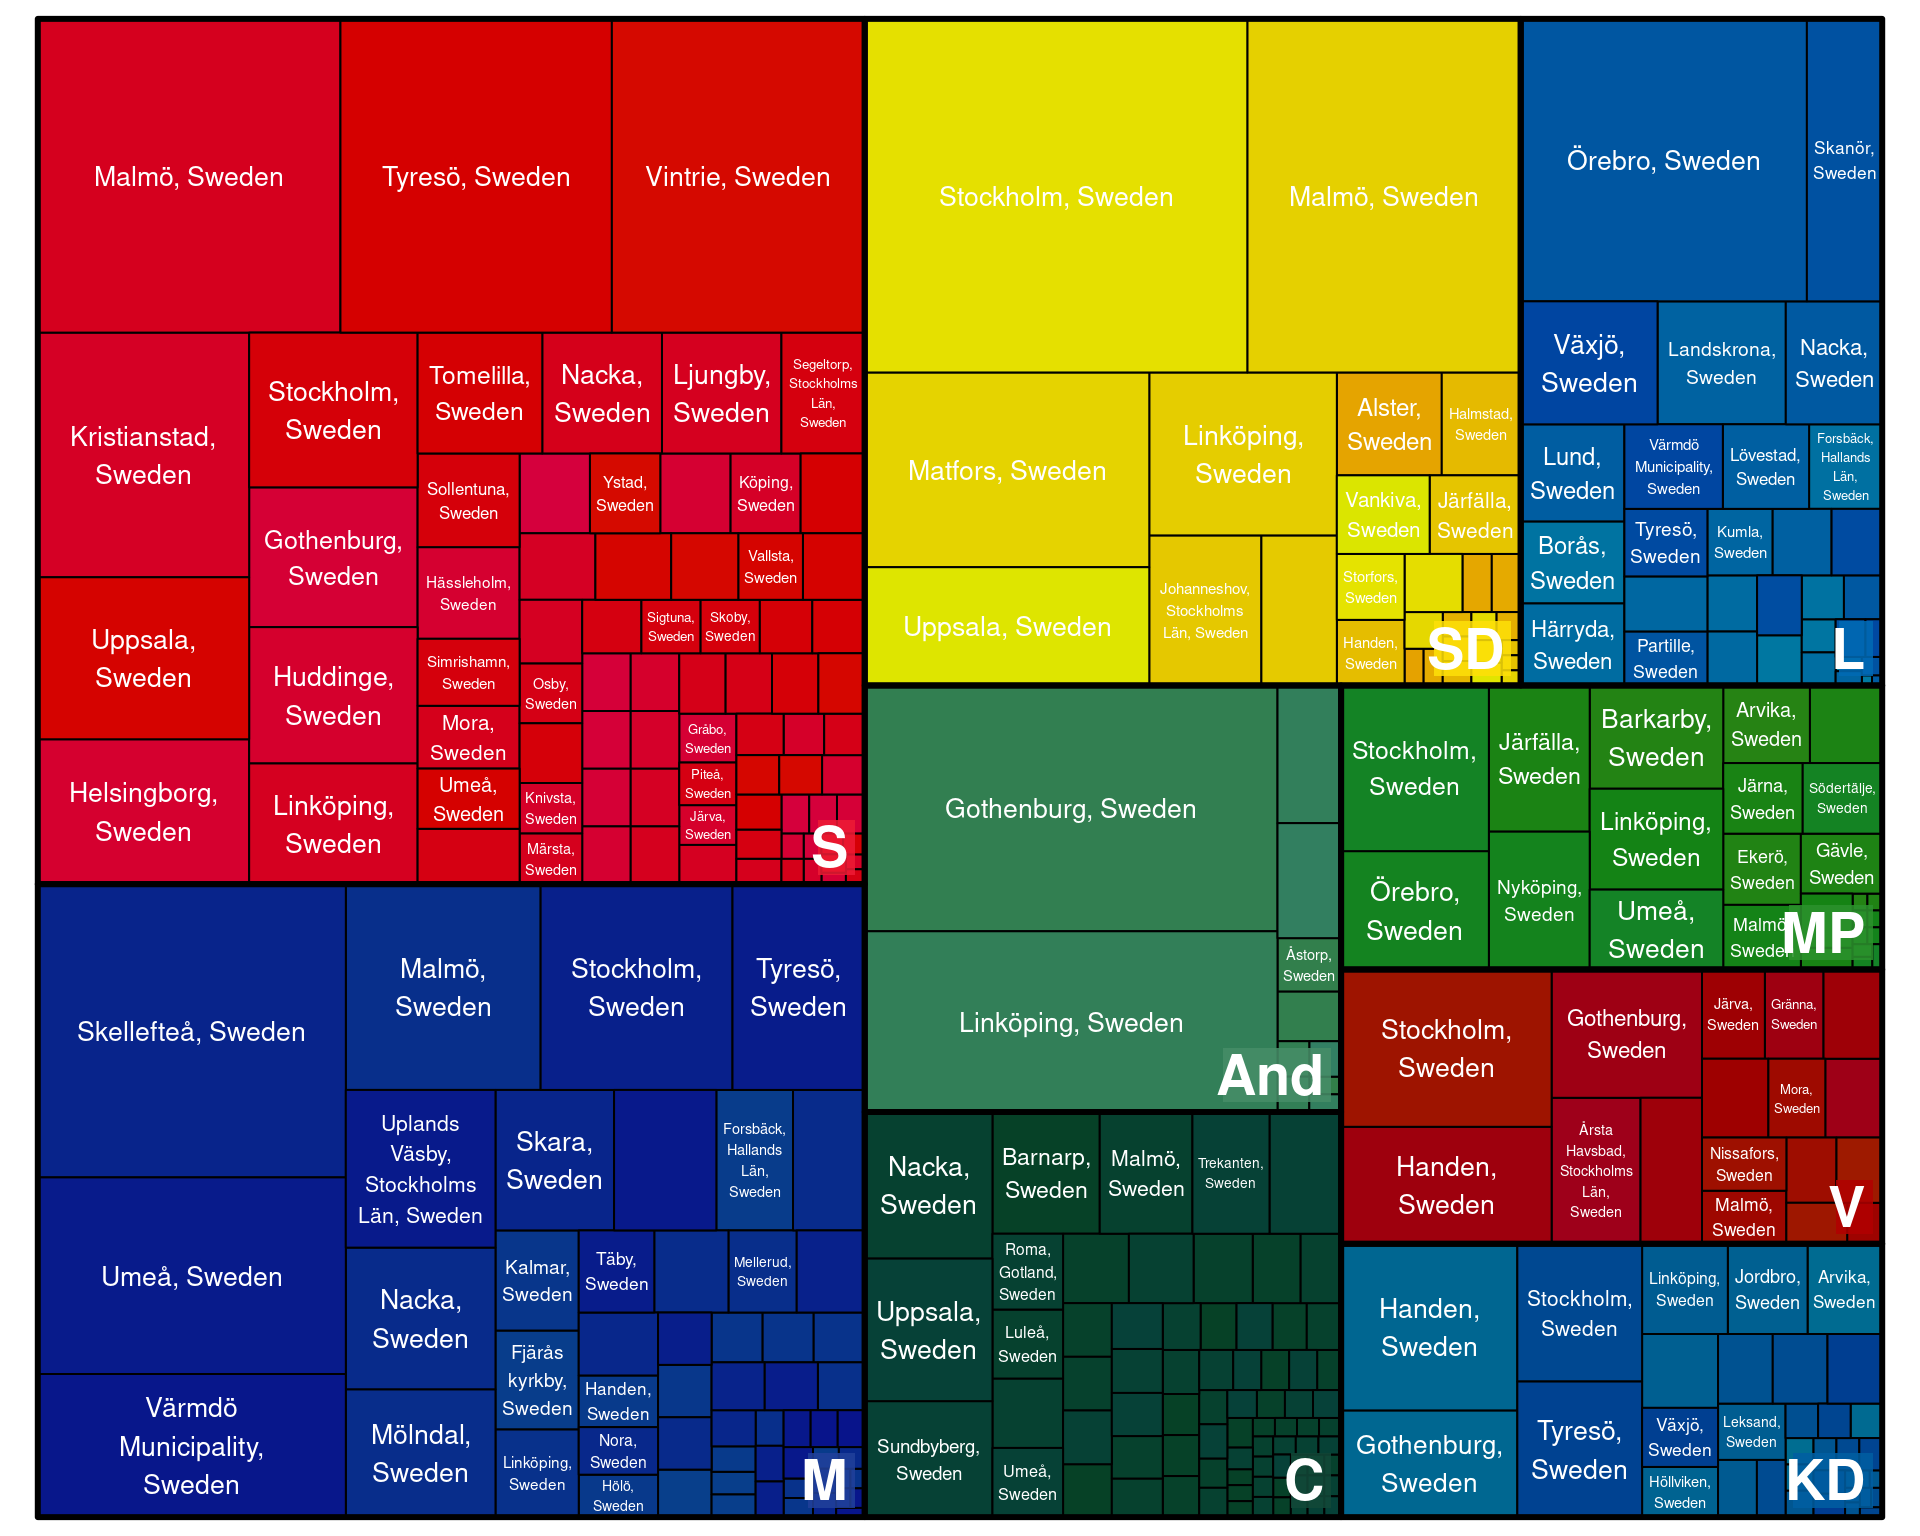 Malmö, Sweden
Tyresö, Sweden
Vintrie, Sweden
Kristianstad,
Sweden
Uppsala,
Sweden
Helsingborg,
Sweden
Stockholm,
Sweden
Gothenburg,
Sweden
Huddinge,
Sweden
Linköping,
Sweden
Tomelilla,
Sweden
Nacka,
Sweden
Ljungby,
Sweden
Segeltorp,
Stockholms
Län,
Sweden
Sollentuna,
Sweden
Hässleholm,
Sweden
Simrishamn,
Sweden
Mora,
Sweden
Umeå,
Sweden
Ystad,
Sweden
Köping,
Sweden
Vallsta,
Sweden
Sigtuna,
Sweden
Skoby,
Sweden
Osby,
Sweden
Knivsta,
Sweden
Märsta,
Sweden
Gråbo,
Sweden
Piteå,
Sweden
Järva,
Sweden
S
Skellefteå, Sweden
Umeå, Sweden
Värmdö
Municipality,
Sweden
Malmö,
Sweden
Stockholm,
Sweden
Tyresö,
Sweden
Uplands
Väsby,
Stockholms
Län, Sweden
Nacka,
Sweden
Mölndal,
Sweden
Skara,
Sweden
Forsbäck,
Hallands
Län,
Sweden
Kalmar,
Sweden
Fjärås
kyrkby,
Sweden
Linköping,
Sweden
Täby,
Sweden
Mellerud,
Sweden
Handen,
Sweden
Nora,
Sweden
Hölö,
Sweden
M
Stockholm, Sweden
Malmö, Sweden
Matfors, Sweden
Uppsala, Sweden
Linköping,
Sweden
Johanneshov,
Stockholms
Län, Sweden
Alster,
Sweden
Halmstad,
Sweden
Vankiva,
Sweden
Järfälla,
Sweden
Storfors,
Sweden
Handen,
Sweden
SD
Örebro, Sweden
Skanör,
Sweden
Växjö,
Sweden
Landskrona,
Sweden
Nacka,
Sweden
Lund,
Sweden
Borås,
Sweden
Härryda,
Sweden
Värmdö
Municipality,
Sweden
Lövestad,
Sweden
Forsbäck,
Hallands
Län,
Sweden
Tyresö,
Sweden
Kumla,
Sweden
Partille,
Sweden
L
Gothenburg, Sweden
Linköping, Sweden
Åstorp,
Sweden
And
Nacka,
Sweden
Uppsala,
Sweden
Sundbyberg,
Sweden
Barnarp,
Sweden
Malmö,
Sweden
Trekanten,
Sweden
Roma,
Gotland,
Sweden
Luleå,
Sweden
Umeå,
Sweden
C
Stockholm,
Sweden
Örebro,
Sweden
Järfälla,
Sweden
Nyköping,
Sweden
Barkarby,
Sweden
Linköping,
Sweden
Umeå,
Sweden
Arvika,
Sweden
Järna,
Sweden
Södertälje,
Sweden
Ekerö,
Sweden
Gävle,
Sweden
Malmö,
Sweden
MP
Stockholm,
Sweden
Handen,
Sweden
Gothenburg,
Sweden
Årsta
Havsbad,
Stockholms
Län,
Sweden
Järva,
Sweden
Gränna,
Sweden
Mora,
Sweden
Nissafors,
Sweden
Malmö,
Sweden
V
Handen,
Sweden
Gothenburg,
Sweden
Stockholm,
Sweden
Tyresö,
Sweden
Linköping,
Sweden
Jordbro,
Sweden
Arvika,
Sweden
Växjö,
Sweden
Höllviken,
Sweden
Leksand,
Sweden
KD